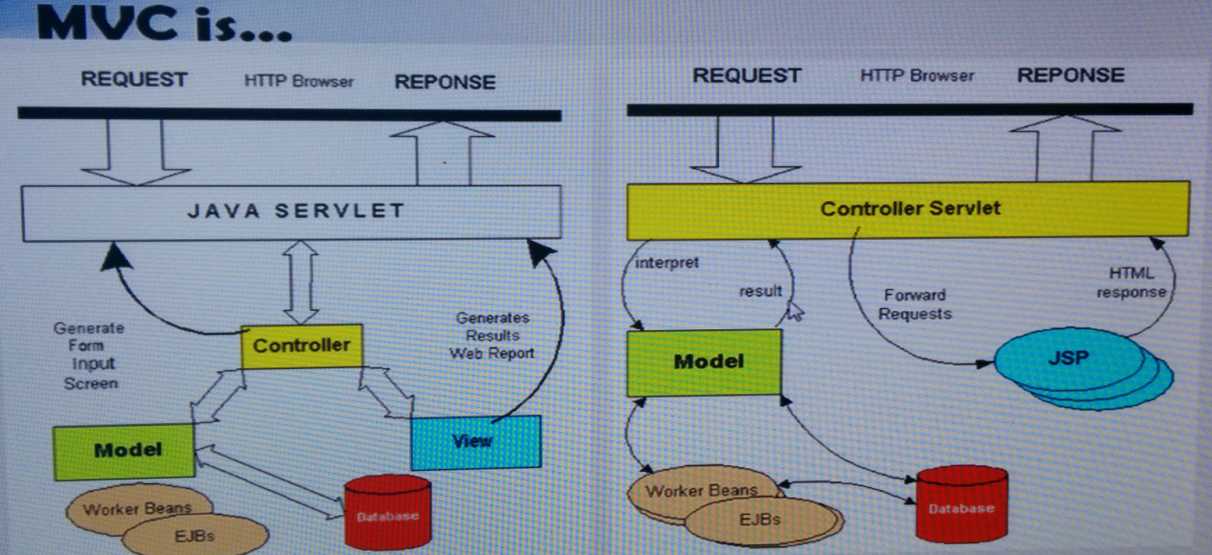 MVC is...
REQUEST
HTTP Browser
REPONSE
JAVA SERVLET
Generate
Form
Input
Screen
Controller
Generates
Results
Web Report
Model
View
Worker Beans
EJBs
Database
REQUEST
HTTP Browser
REPONSE
Controller Servlet
interpret
result
Forward
Requests
HTML
response
Model
JSP
Worker Beans
EJBs
Database